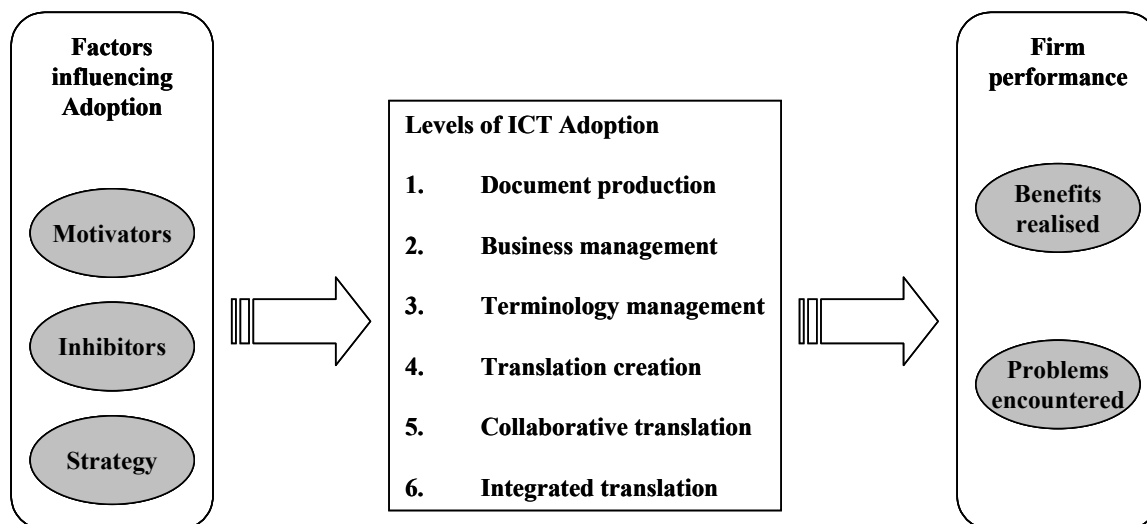 Factors
influencing
Adoption
Motivators
Inhibitors
Strategy
Levels of ICT Adoption
1. Document production
2. Business management
3. Terminology management
4. Translation creation
5. Collaborative translation
6. Integrated translation
Firm
performance
Benefits
realised
Problems
encountered